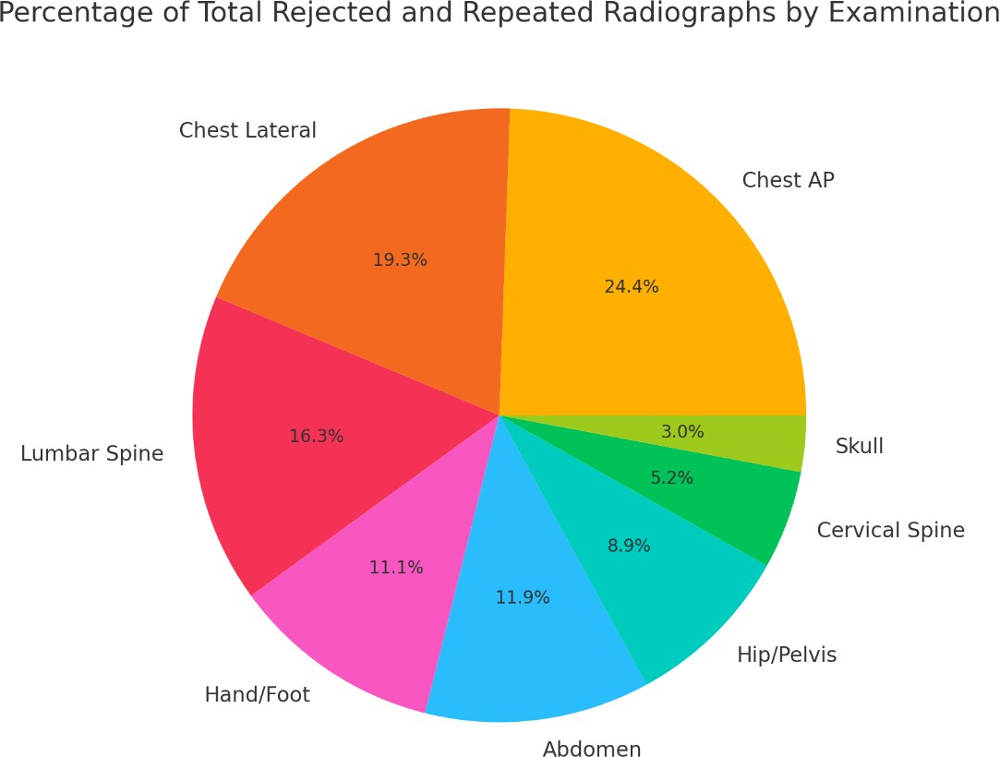 Percentage of Total Rejected and Repeated Radiographs by Examination
Chest Lateral
Chest AP
19.3%
24.4%
Lumbar Spine
16.3%
3.0%
Skull
5.2%
Cervical Spine
11.1%
8.9%
11.9%
Hip/Pelvis
Hand/Foot
Abdomen